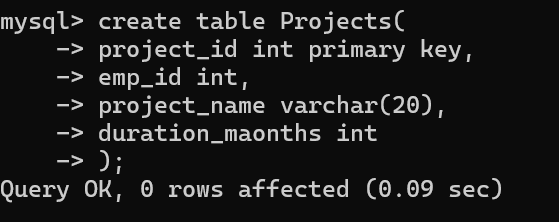 mysql> create table Projects(
    -> project_id int primary key,
    -> emp_id int,
    -> project_name varchar(20),
    -> duration_maonths int
    -> );
Query OK, 0 rows affected (0.09 sec)